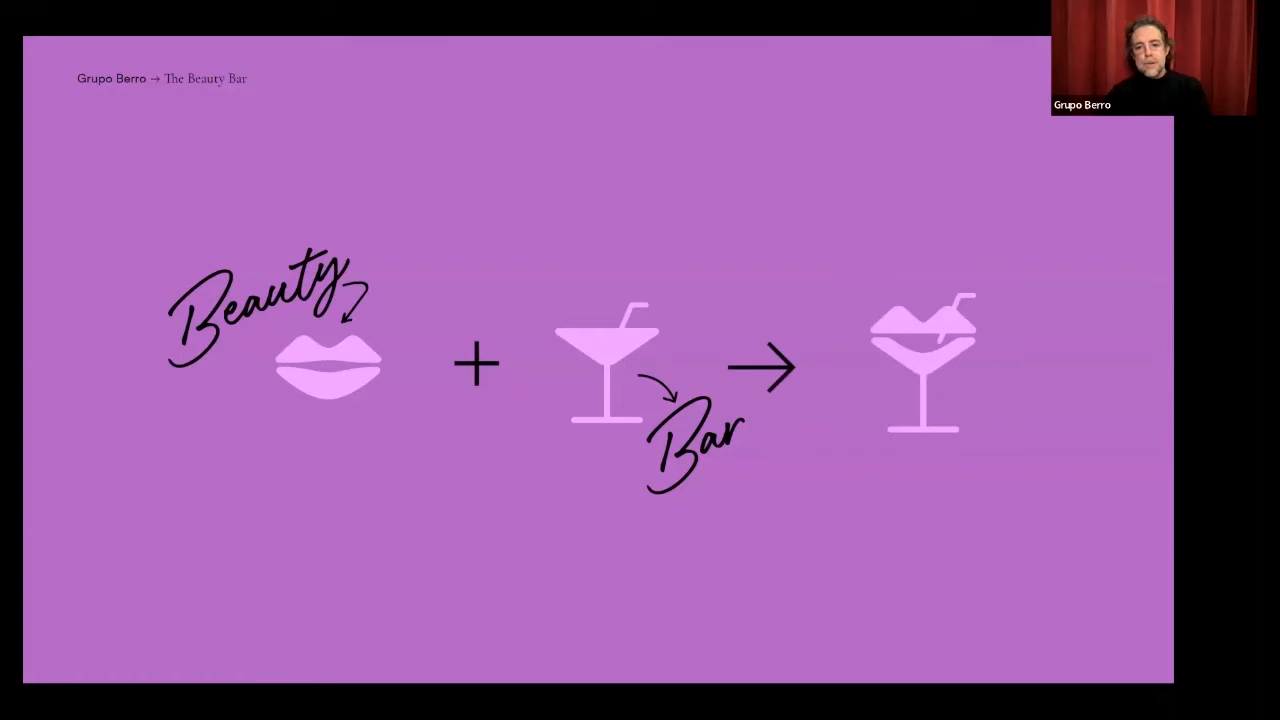 Grupo Berro → The Beauty Bar
Grupo Berro
Beauty
+
Bar
→